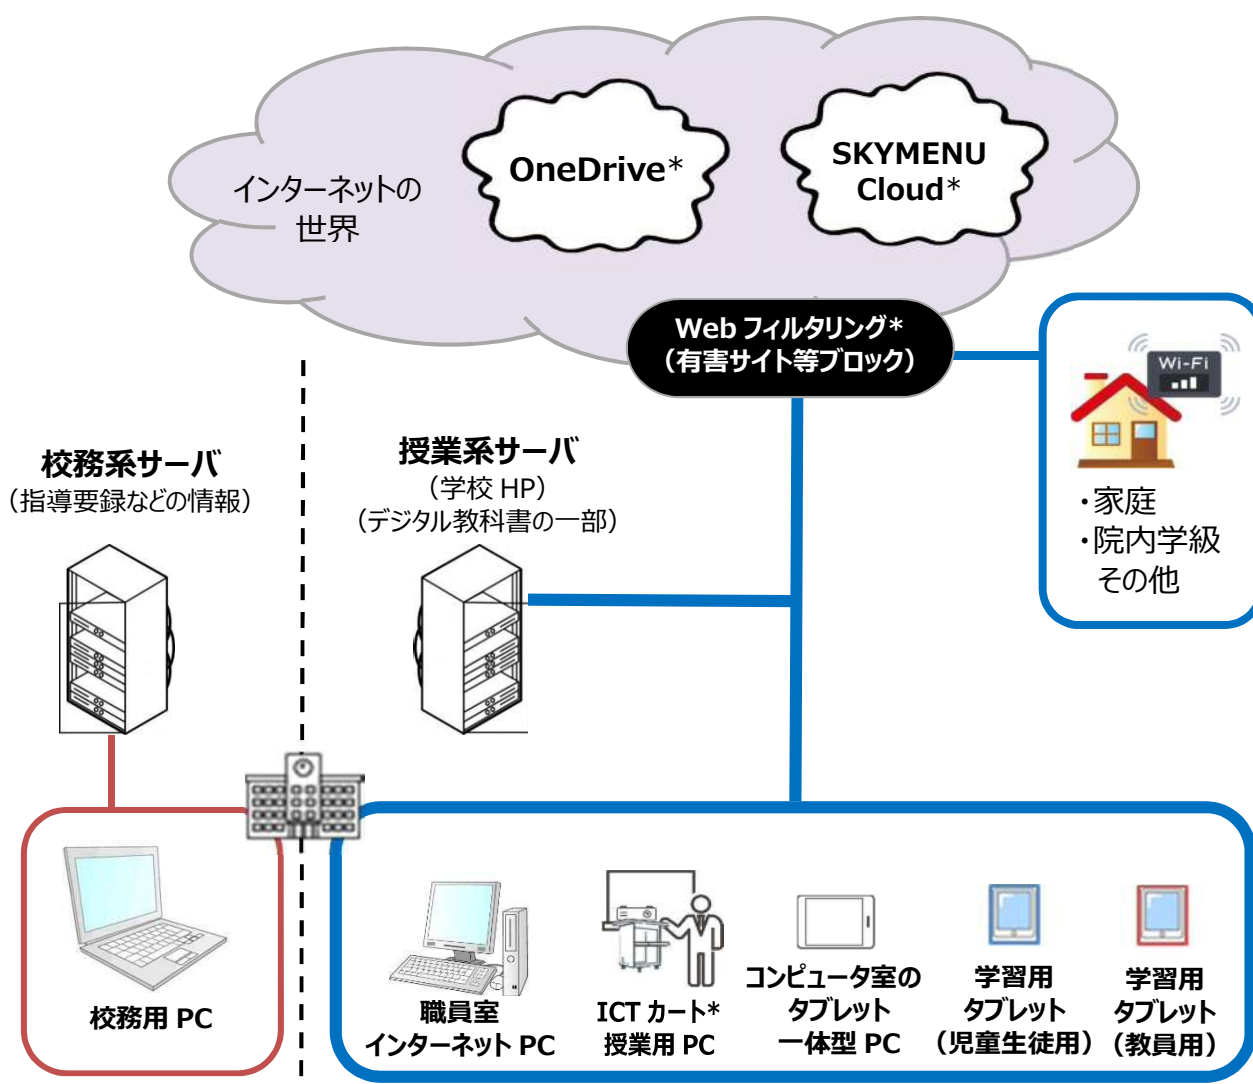 OneDrive*
SKYMENU
Cloud*
インターネットの
世界
Web フィルタリング*
（有害サイト等ブロック）
Wi-Fi
・家庭
・院内学級
その他
校務系サーバ
（指導要録などの情報）
授業系サーバ
（学校 HP）
（デジタル教科書の一部）
校務用 PC
職員室
インターネット PC
ICT カート*
授業用 PC
コンピュータ室の
タブレット
一体型 PC
学習用
タブレット
（児童生徒用）
学習用
タブレット
（教員用）